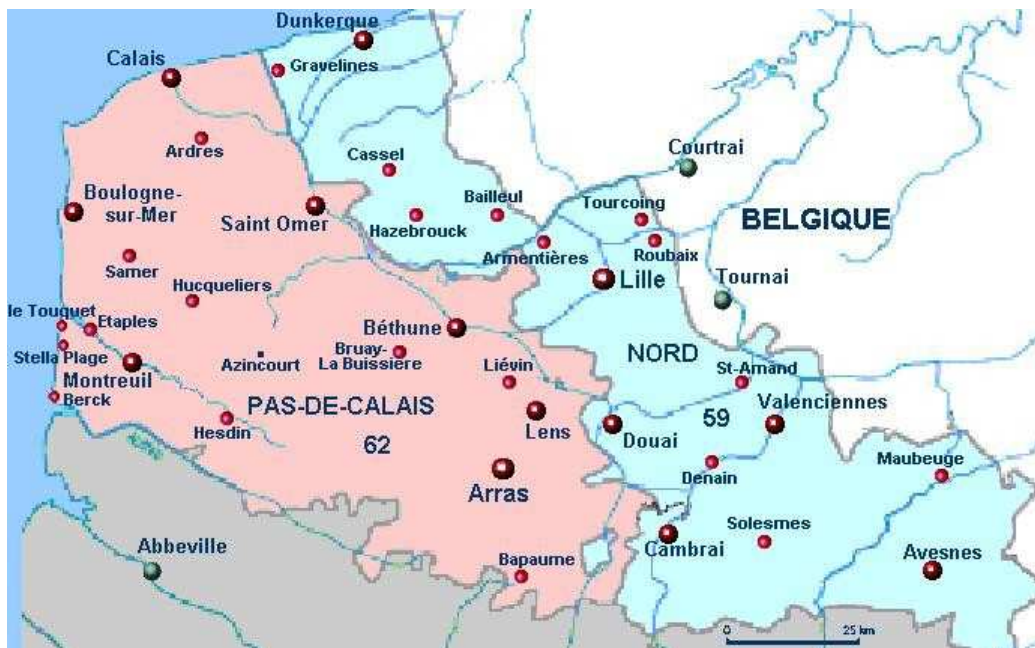 Dunkerque
Calais
Gravelines
Ardres
Cassel
Courtrai
Boulogne-
sur-Mer
Saint Omer
Bailleul
Tourcoing
BELGIQUE
Hazebrouck
Armentières
Roubaix
Samer
Lille
Tournai
Hucqueliers
le Touquet
Etaples
Béthune
Stella Plage
Azincourt
Bruay-
La Buissière
Liévin
NORD
St-Amand
Montreuil
Berck
PAS-DE-CALAIS
62
Lens
Douai
59
Valenciennes
Hesdin
Arras
Denain
Maubeuge
Abbeville
Cambrai
Solesmes
Avesnes
Bapaume
0 25 km